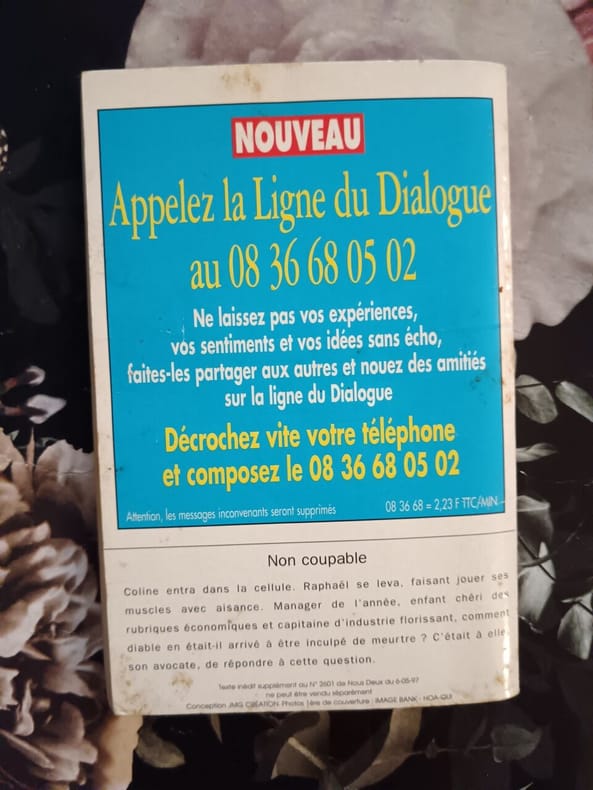 NOUVEAU
Appelez la Ligne du Dialogue
au 08 36 68 05 02
Ne laissez pas vos expériences,
vos sentiments et vos idées sans écho,
faites-les partager aux autres et nouez des amitiés
sur la ligne du Dialogue
Décrochez vite votre téléphone
et composez le 08 36 68 05 02
Attention, les messages inconvenants seront supprimés
08 36 68 = 2,23 F TTC/MIN
Non coupable
Coline entra dans la cellule. Raphaël se leva, faisant jouer ses
muscles avec aisance. Manager de l'année, enfant chéri des
rubriques économiques et capitaine d'industrie florissant, comment
diable en était-il arrivé à être inculpé de meurtre ? C'était à elle,
son avocate, de répondre à cette question.
Texte inédit supplément au N° 2601 de Nous Deux du 6-05-97
ne peut être vendu séparément
Conception JMG CREATION-Photos 1ère de couverture : IMAGE BANK - HOA-QUI